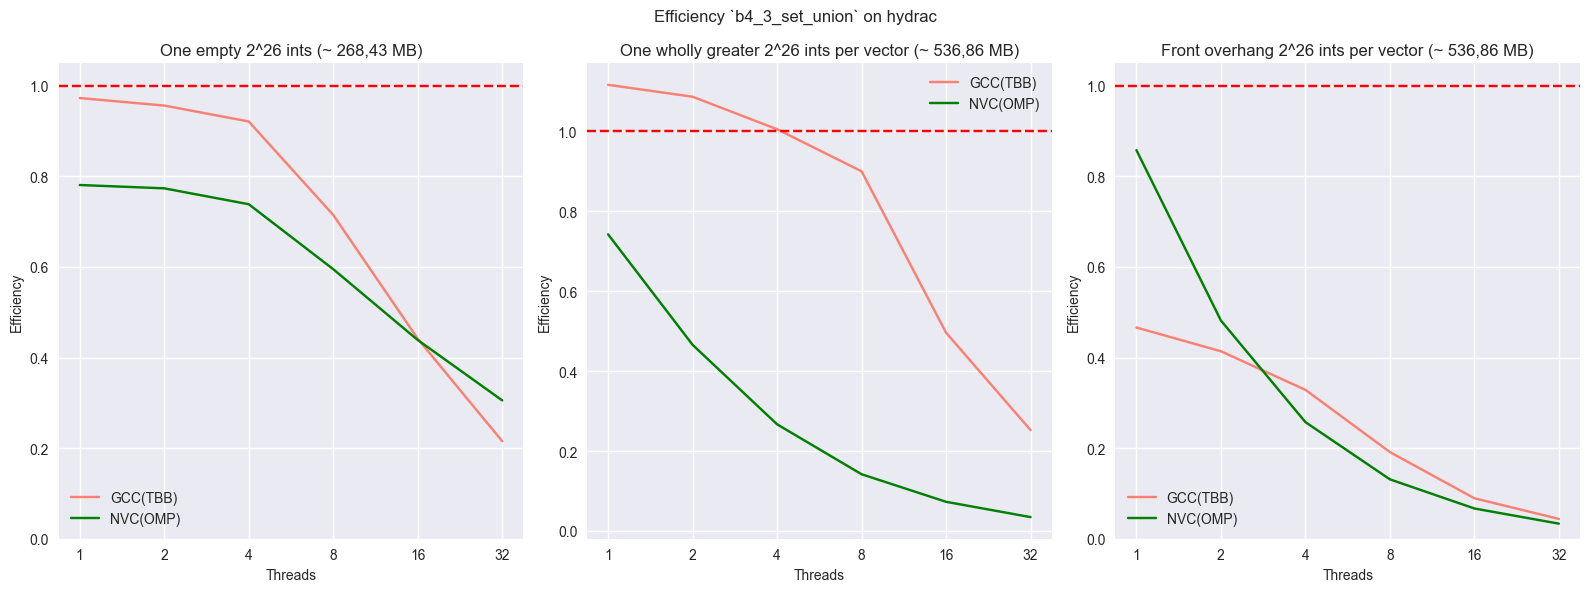 Efficiency `b4_3_set_union` on hydrac
One empty 2^26 ints (~ 268,43 MB)
1.0
0.8
0.6
0.4
0.2
0.0
Efficiency
GCC(TBB)
NVC(OMP)
1 2 4 8 16 32
Threads
One wholly greater 2^26 ints per vector (~ 536,86 MB)
GCC(TBB)
NVC(OMP)
1.0
0.8
0.6
0.4
0.2
0.0
Efficiency
1 2 4 8 16 32
Threads
Front overhang 2^26 ints per vector (~ 536,86 MB)
1.0
0.8
0.6
0.4
0.2
0.0
Efficiency
GCC(TBB)
NVC(OMP)
1 2 4 8 16 32
Threads